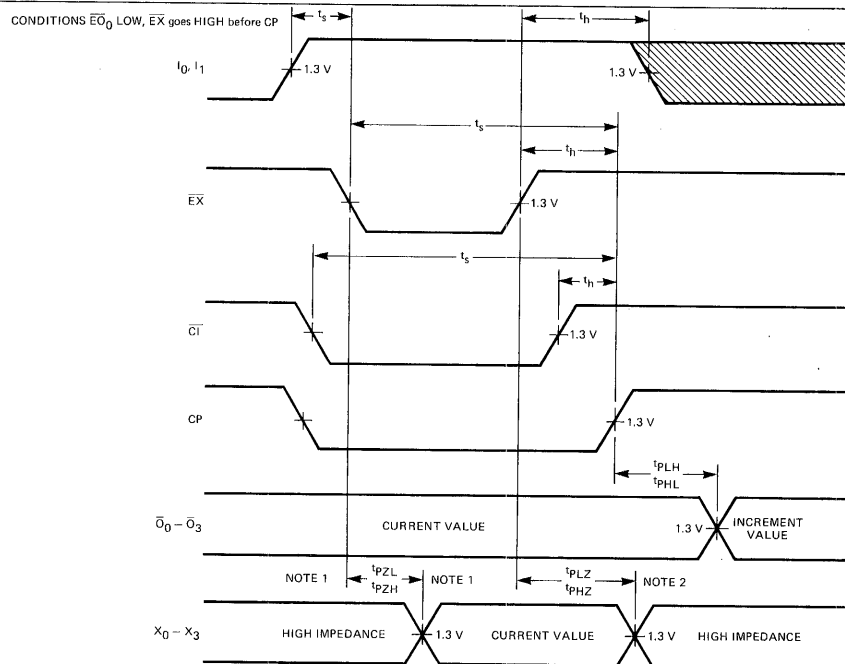 CONDITIONS E̅O̅₀ LOW, E̅X̅ goes HIGH before CP
tₛ
tₕ
I₀, I₁
1.3 V
1.3 V
tₛ
tₕ
E̅X̅
1.3 V
tₛ
tₕ
C̅I̅
1.3 V
CP
1.3 V
tPLH
tPHL
O̅₀ – O̅₃
CURRENT VALUE
1.3 V
INCREMENT
VALUE
NOTE 1
tPZL
tPZH
NOTE 1
tPLZ
tPHZ
NOTE 2
X₀ – X₃
HIGH IMPEDANCE
1.3 V
CURRENT VALUE
1.3 V
HIGH IMPEDANCE